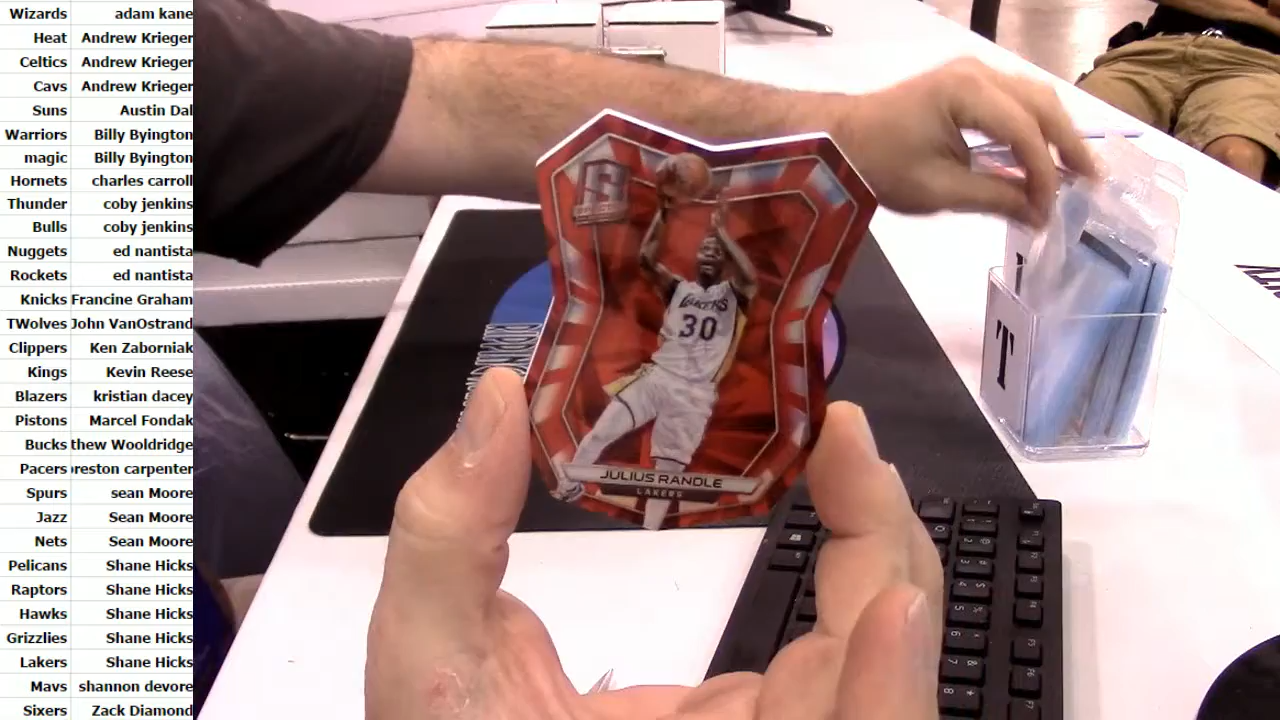 Wizards adam kane
Heat Andrew Krieger
Celtics Andrew Krieger
Cavs Andrew Krieger
Suns Austin Dal
Warriors Billy Byington
magic Billy Byington
Hornets charles carroll
Thunder coby jenkins
Bulls coby jenkins
Nuggets ed nantista
Rockets ed nantista
Knicks Francine Graham
TWolves John VanOstrand
Clippers Ken Zaborniak
Kings Kevin Reese
Blazers kristian dacey
Pistons Marcel Fondak
Bucks thew Wooldridge
Pacers reston carpenter
Spurs sean Moore
Jazz Sean Moore
Nets Sean Moore
Pelicans Shane Hicks
Raptors Shane Hicks
Hawks Shane Hicks
Grizzlies Shane Hicks
Lakers Shane Hicks
Mavs shannon devore
Sixers Zack Diamond
S
LAKERS
30
JULIUS RANDLE
LAKERS
T